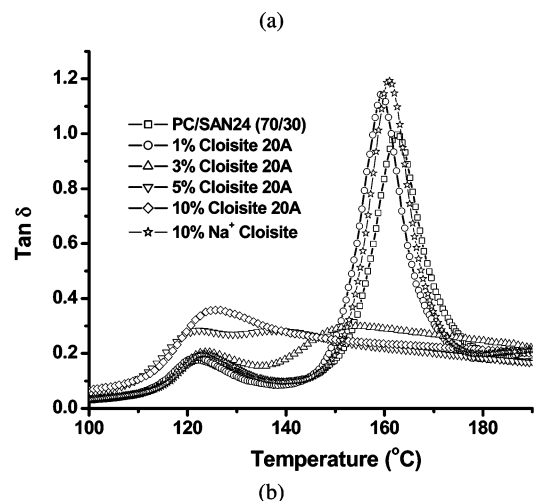 (a)
1.2
1.0
0.8
0.6
0.4
0.2
0.0
Tan δ
PC/SAN24 (70/30)
1% Cloisite 20A
3% Cloisite 20A
5% Cloisite 20A
10% Cloisite 20A
10% Na⁺ Cloisite
100 120 140 160 180
Temperature (°C)
(b)